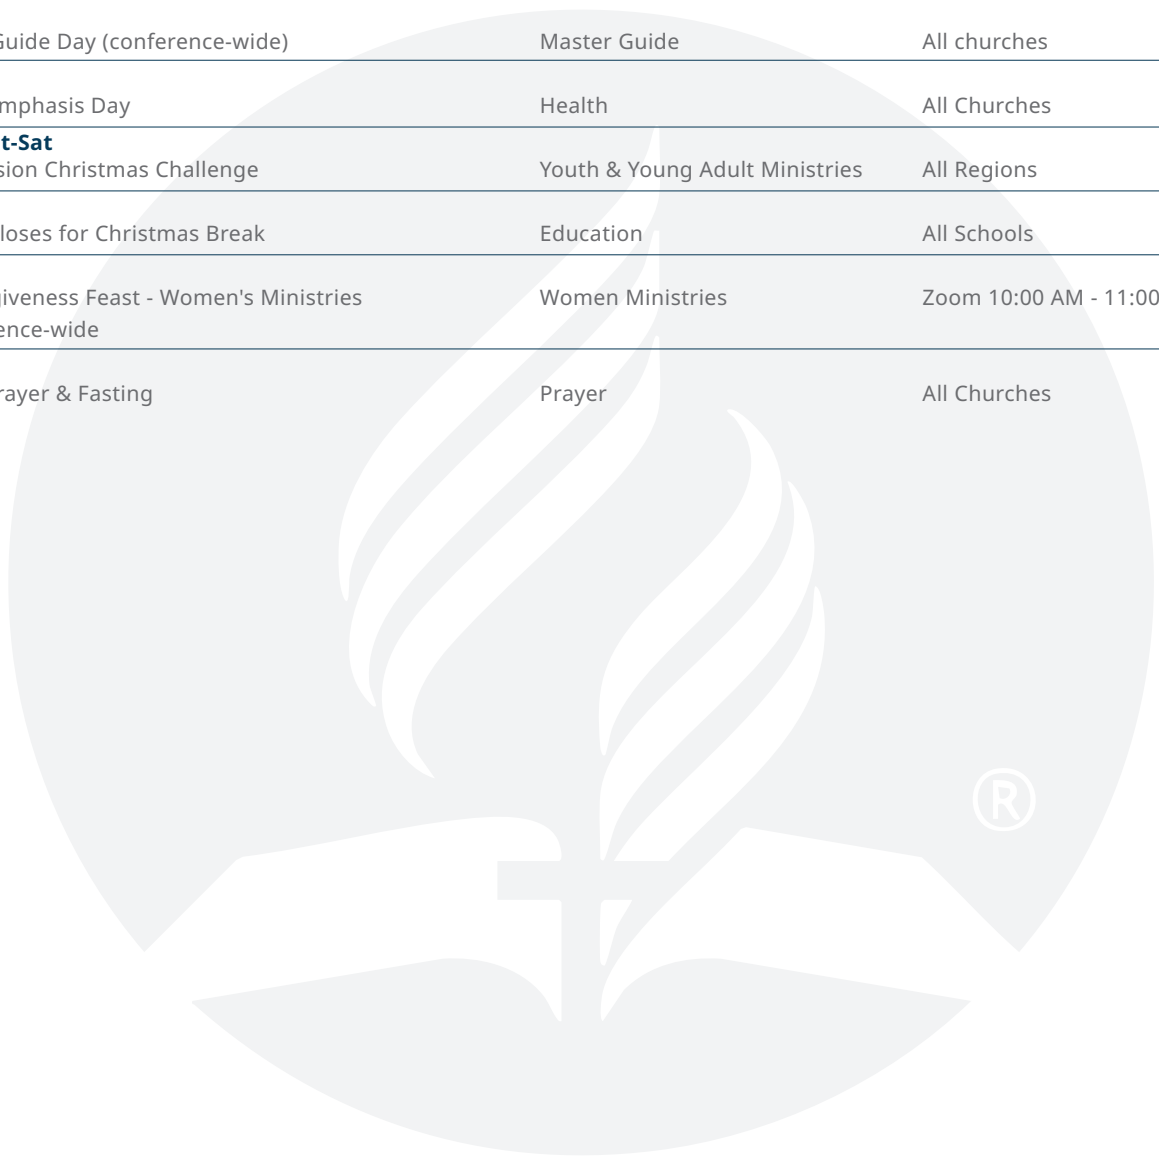 Guide Day (conference-wide) Master Guide All churches
mphasis Day Health All Churches
t-Sat
sion Christmas Challenge Youth & Young Adult Ministries All Regions
loses for Christmas Break Education All Schools
giveness Feast - Women's Ministries Women Ministries Zoom 10:00 AM - 11:00
ence-wide
rayer & Fasting Prayer All Churches
®